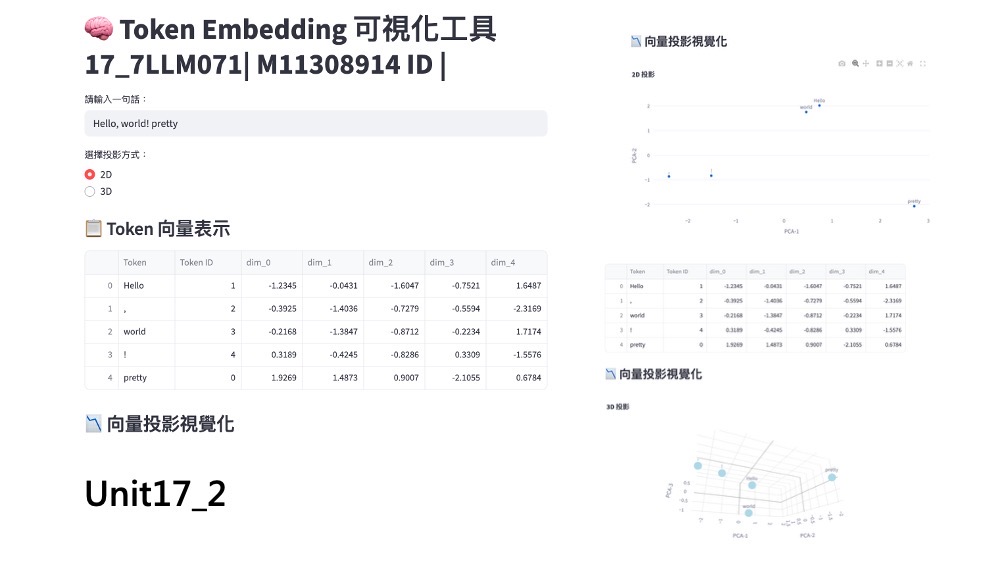 🧠 Token Embedding 可視化工具
17_7LLM071| M11308914 ID |
請輸入一句話：
Hello, world! pretty
選擇投影方式：
2D
3D
📋 Token 向量表示
Token Token ID dim_0 dim_1 dim_2 dim_3 dim_4
0 Hello 1 -1.2345 -0.0431 -1.6047 -0.7521 1.6487
1 , 2 -0.3925 -1.4036 -0.7279 -0.5594 -2.3169
2 world 3 -0.2168 -1.3847 -0.8712 -0.2234 1.7174
3 ! 4 0.3189 -0.4245 -0.8286 0.3309 -1.5576
4 pretty 0 1.9269 1.4873 0.9007 -2.1055 0.6784
📉 向量投影視覺化
Unit17_2
📉 向量投影視覺化
2D 投影
Hello
world
pretty
2
1
0
−1
−2
PCA-2
−2 −1 0 1 2 3
PCA-1
Token Token ID dim_0 dim_1 dim_2 dim_3 dim_4
0 Hello 1 -1.2345 -0.0431 -1.6047 -0.7521 1.6487
1 , 2 -0.3925 -1.4036 -0.7279 -0.5594 -2.3169
2 world 3 -0.2168 -1.3847 -0.8712 -0.2234 1.7174
3 ! 4 0.3189 -0.4245 -0.8286 0.3309 -1.5576
4 pretty 0 1.9269 1.4873 0.9007 -2.1055 0.6784
📉 向量投影視覺化
3D 投影
pretty
Hello
world
0.5
0
−0.5
−1
PCA-3
PCA-1
PCA-2